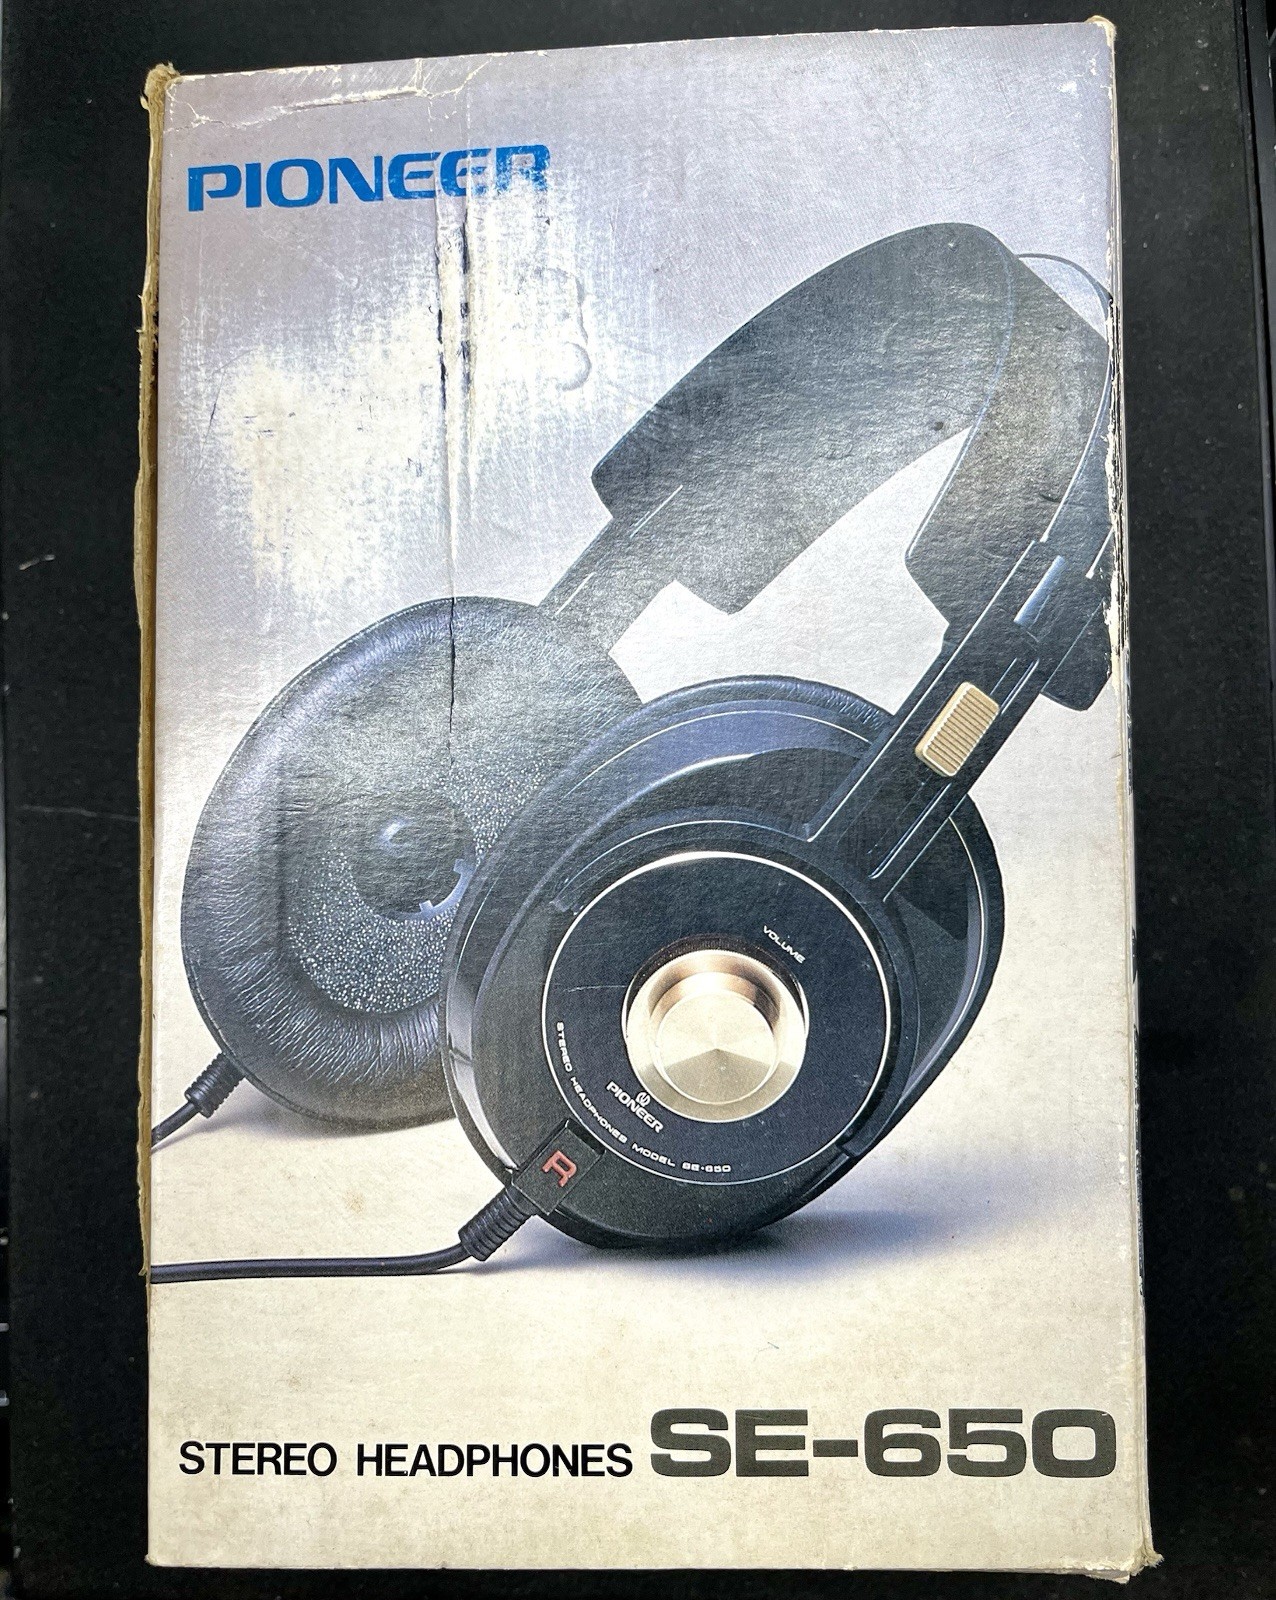 PIONEER
VOLUME
PIONEER
STEREO HEADPHONES MODEL SE-650
R
STEREO HEADPHONES SE-650